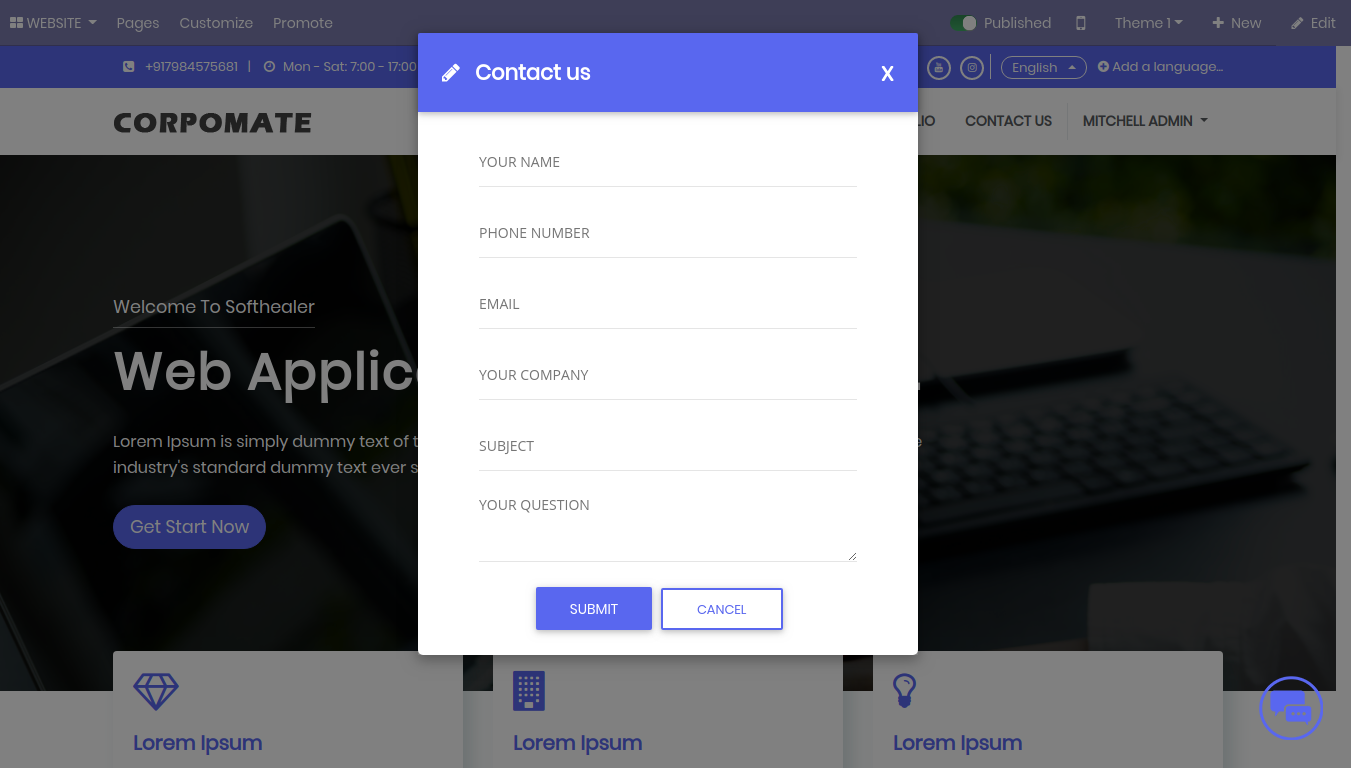 WEBSITE Pages Customize Promote Published Theme 1 New Edit
+917984575681 | Mon - Sat: 7:00 - 17:00 English Add a language...
Contact us X
CORPOMATE LIO CONTACT US MITCHELL ADMIN
YOUR NAME
PHONE NUMBER
EMAIL
YOUR COMPANY
SUBJECT
YOUR QUESTION
SUBMIT CANCEL
Welcome To Softhealer
Web Applic
Lorem Ipsum is simply dummy text of t
industry's standard dummy text ever s
Get Start Now
Lorem Ipsum Lorem Ipsum Lorem Ipsum